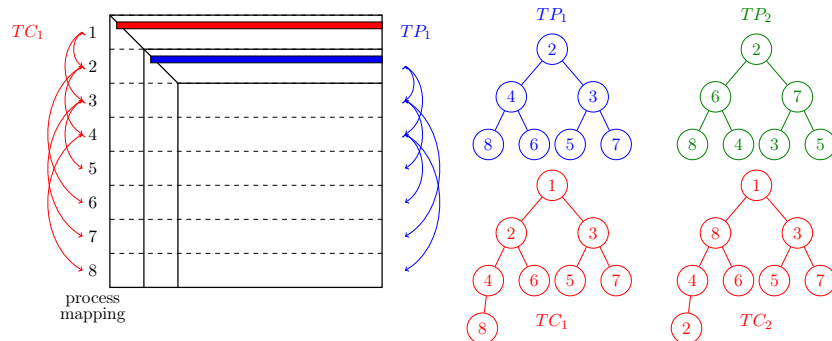 TC₁
1
2
3
4
5
6
7
8
process
mapping
TP₁
TP₁
2
4 3
8 6 5 7
TP₂
2
6 7
8 4 3 5
1
2 3
4 6 5 7
8
TC₁
1
8 3
4 6 5 7
2
TC₂